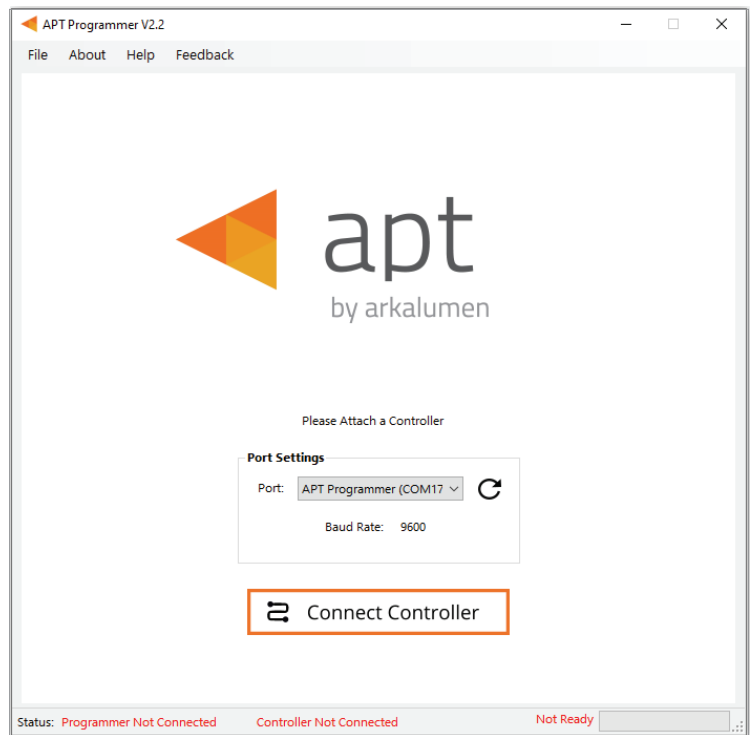 APT Programmer V2.2
File About Help Feedback
apt
by arkalumen
Please Attach a Controller
Port Settings
Port: APT Programmer (COM17
Baud Rate: 9600
Connect Controller
Status: Programmer Not Connected Controller Not Connected Not Ready